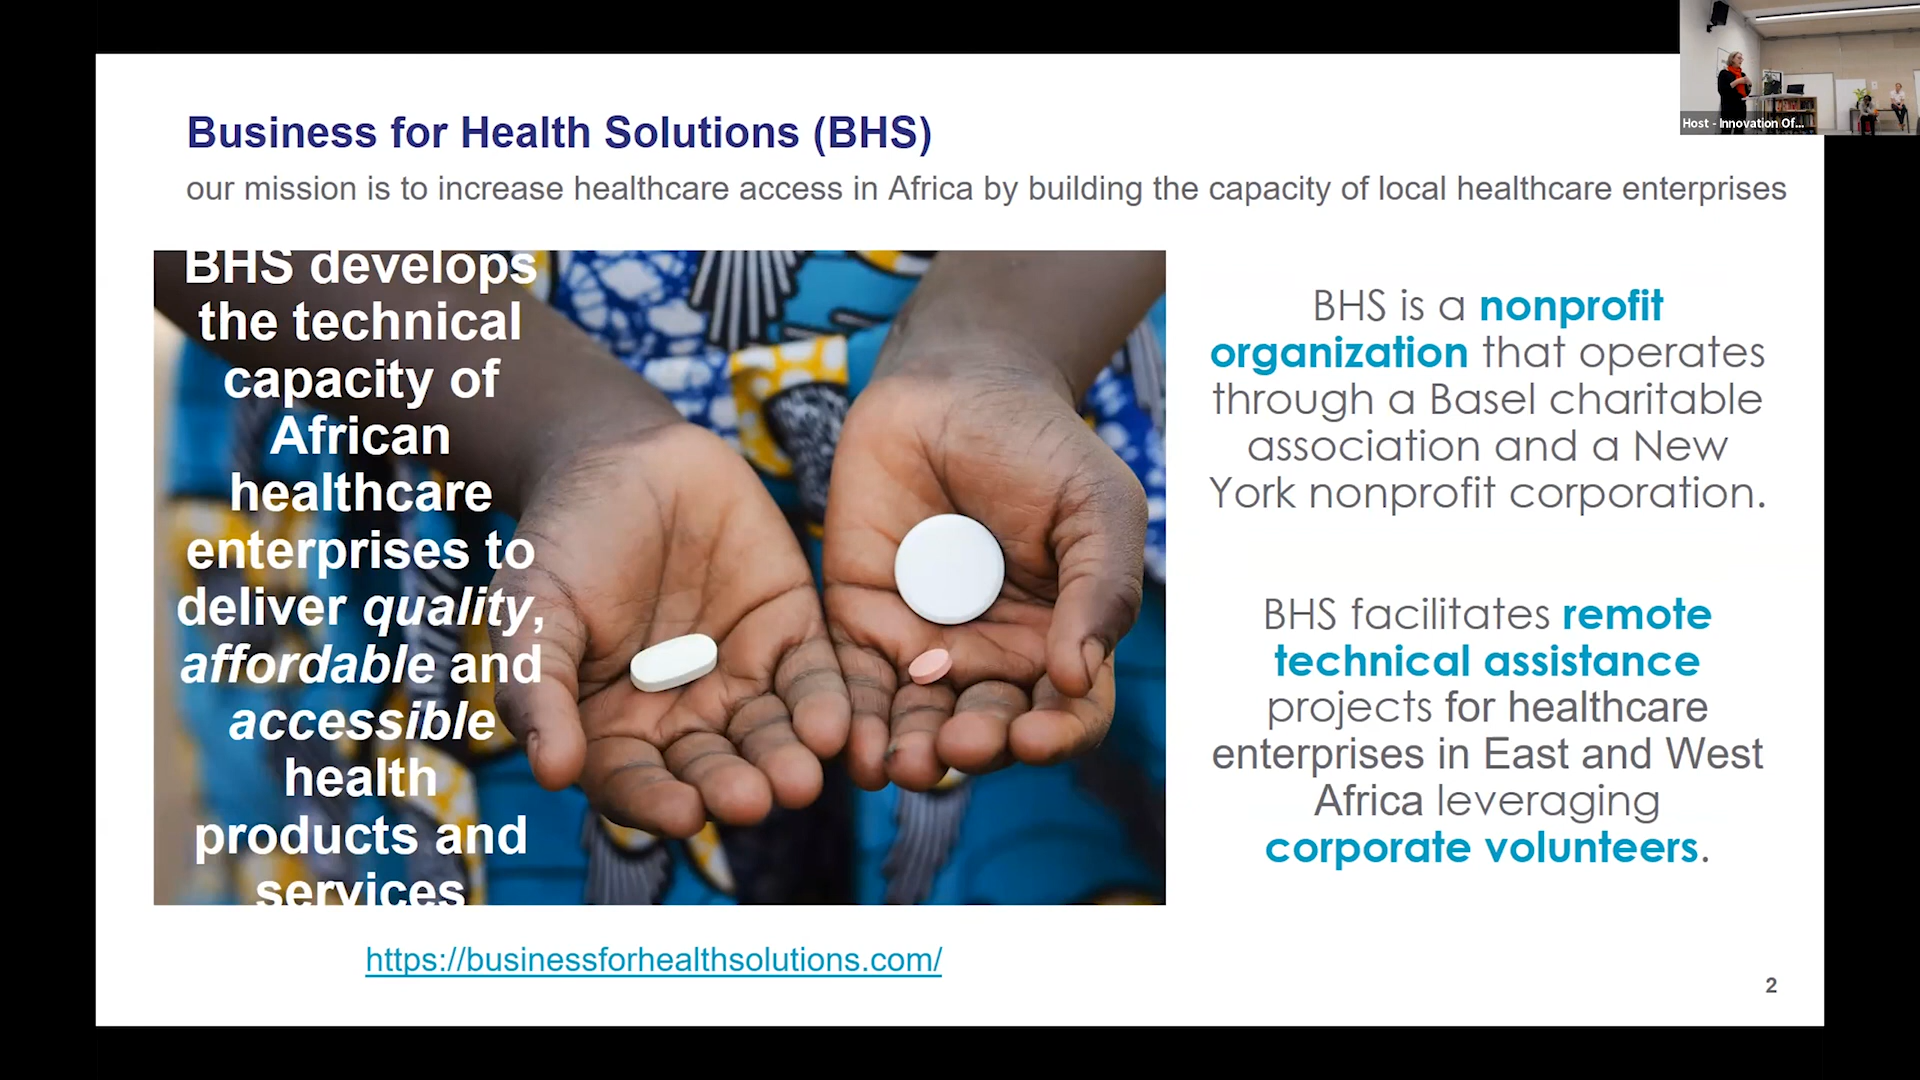 Business for Health Solutions (BHS)
our mission is to increase healthcare access in Africa by building the capacity of local healthcare enterprises
BHS develops
the technical
capacity of
African
healthcare
enterprises to
deliver quality,
affordable and
accessible
health
products and
services
https://businessforhealthsolutions.com/
BHS is a nonprofit
organization that operates
through a Basel charitable
association and a New
York nonprofit corporation.
BHS facilitates remote
technical assistance
projects for healthcare
enterprises in East and West
Africa leveraging
corporate volunteers.
2
Host - Innovation Of...